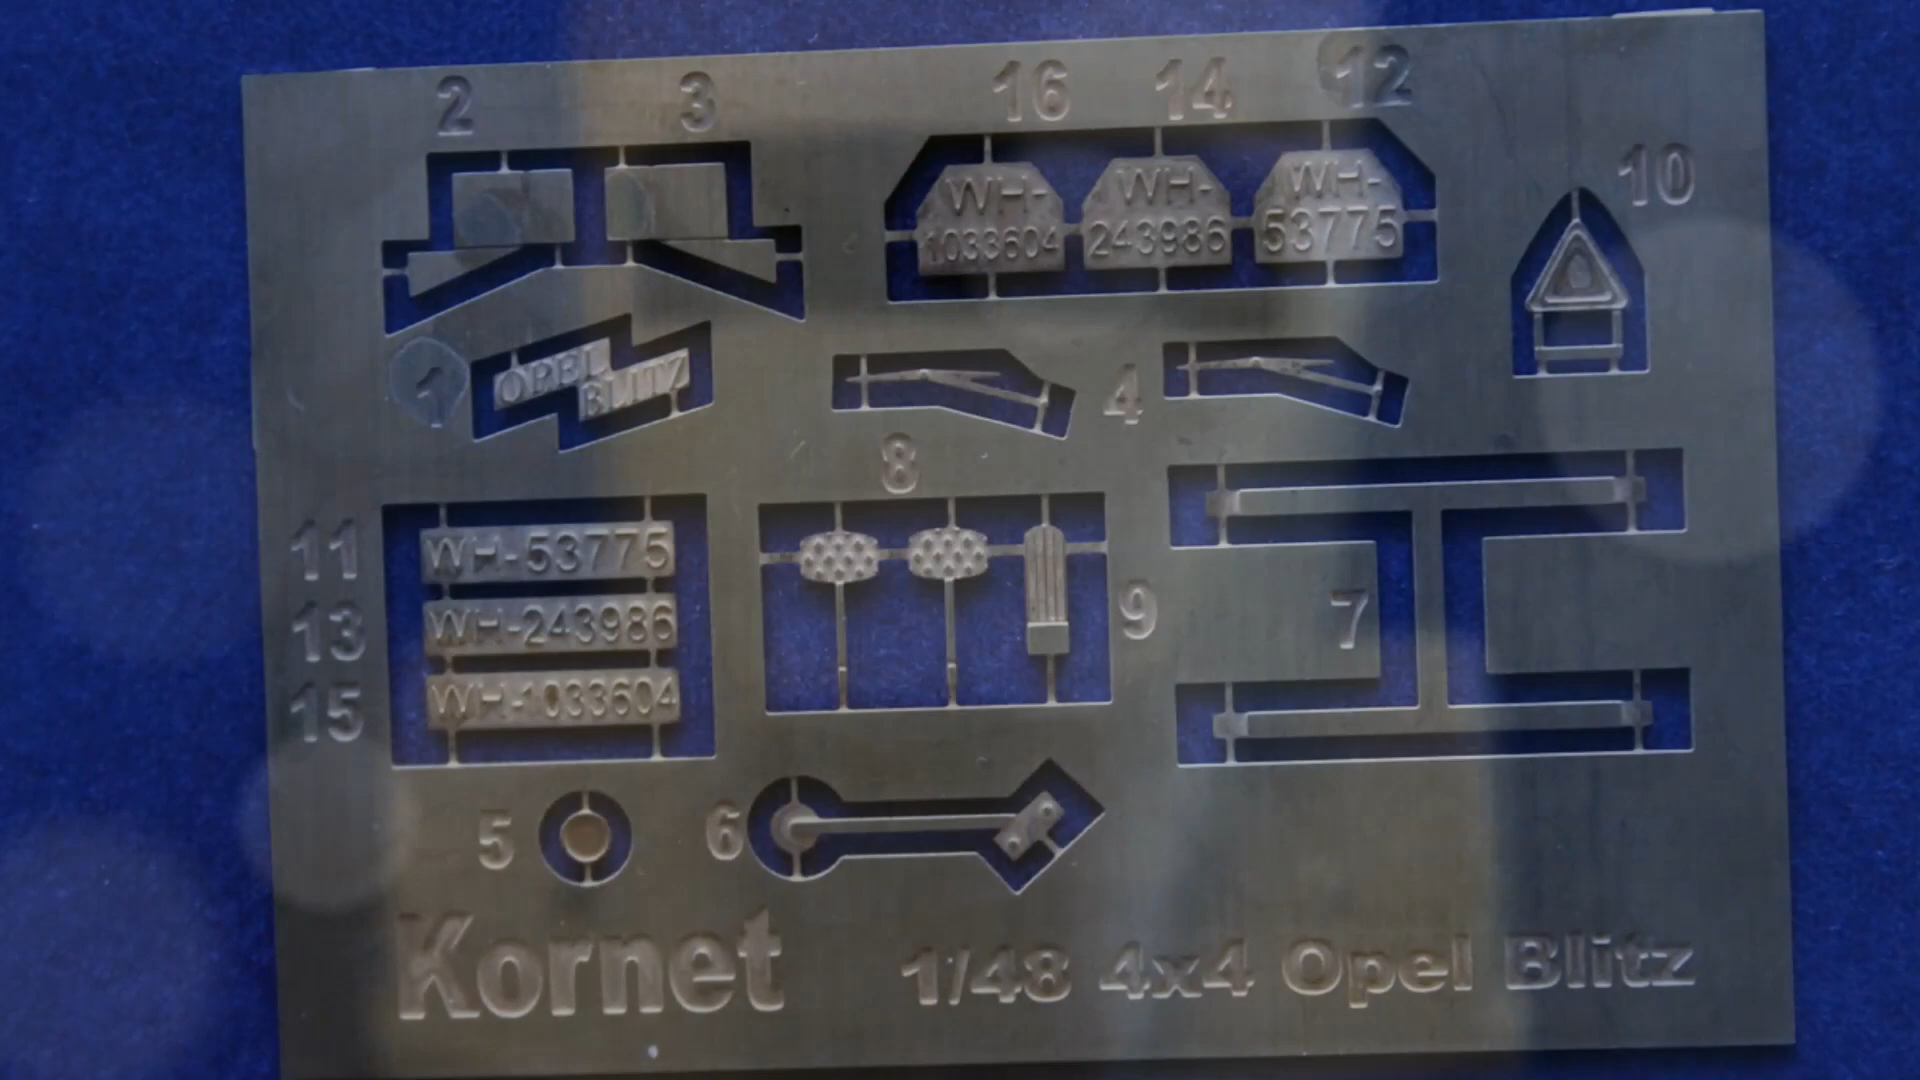 2 3 16 14 12
10
WH- WH- WH-
1033604 243986 53775
1 OPEL
BLITZ
4
8
11 WH-53775
13 WH-243986
15 WH-1033604
9
7
5 6
Kornet 1/48 4x4 Opel Blitz